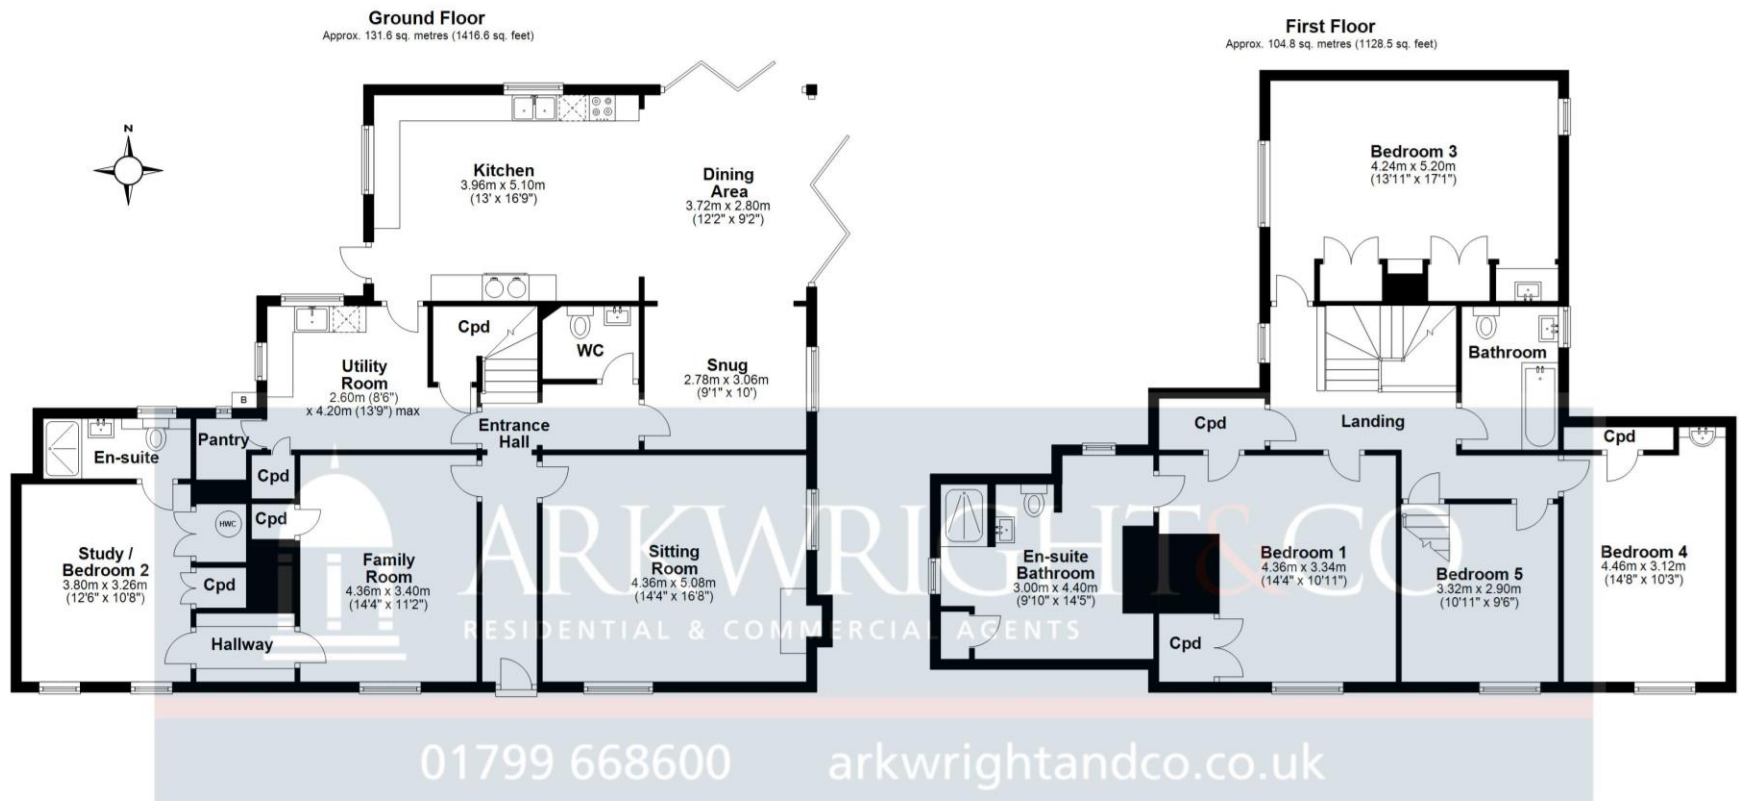 Ground Floor
Approx. 131.6 sq. metres (1416.6 sq. feet)
N
Kitchen
3.96m x 5.10m
(13' x 16'9")
Dining
Area
3.72m x 2.80m
(12'2" x 9'2")
Cpd
WC
Utility
Room
2.60m (8'6")
x 4.20m (13'9") max
Snug
2.78m x 3.06m
(9'1" x 10')
B
Entrance
Hall
Pantry
En-suite
Cpd
Cpd
HWC
Cpd
Study /
Bedroom 2
3.80m x 3.26m
(12'6" x 10'8")
Family
Room
4.36m x 3.40m
(14'4" x 11'2")
Sitting
Room
4.36m x 5.08m
(14'4" x 16'8")
Hallway
First Floor
Approx. 104.8 sq. metres (1128.5 sq. feet)
Bedroom 3
4.24m x 5.20m
(13'11" x 17'1")
Bathroom
Cpd
Landing
Cpd
En-suite
Bathroom
3.00m x 4.40m
(9'10" x 14'5")
Bedroom 1
4.36m x 3.34m
(14'4" x 10'11")
Bedroom 5
3.32m x 2.90m
(10'11" x 9'6")
Bedroom 4
4.46m x 3.12m
(14'8" x 10'3")
Cpd
ARKWRIGHT&CO
RESIDENTIAL & COMMERCIAL AGENTS
01799 668600 arkwrightandco.co.uk